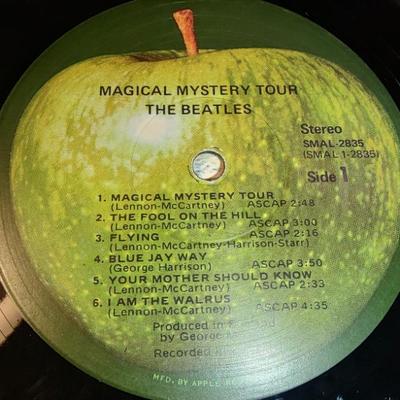 MAGICAL MYSTERY TOUR
THE BEATLES
Stereo
SMAL-2835
(SMAL 1-2835)
Side 1
1. MAGICAL MYSTERY TOUR
(Lennon-McCartney) ASCAP 2:48
2. THE FOOL ON THE HILL
(Lennon-McCartney) ASCAP 3:00
3. FLYING ASCAP 2:16
(Lennon-McCartney-Harrison-Starr)
4. BLUE JAY WAY
(George Harrison) ASCAP 3:50
5. YOUR MOTHER SHOULD KNOW
(Lennon-McCartney) ASCAP 2:33
6. I AM THE WALRUS
(Lennon-McCartney) ASCAP 4:35
Produced in
by George
Recorded
MFD. BY APPLE